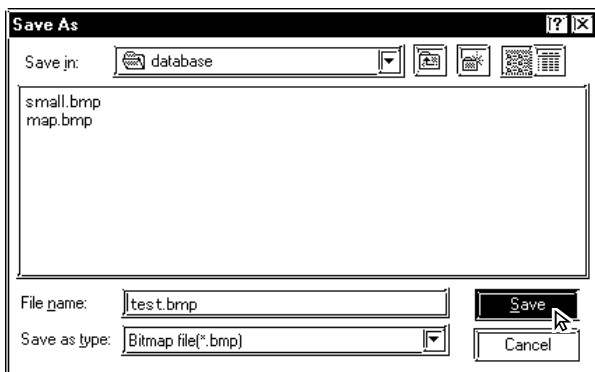 Save As
Save in: database
small.bmp
map.bmp
File name: test.bmp Save
Save as type: Bitmap file(*.bmp) Cancel